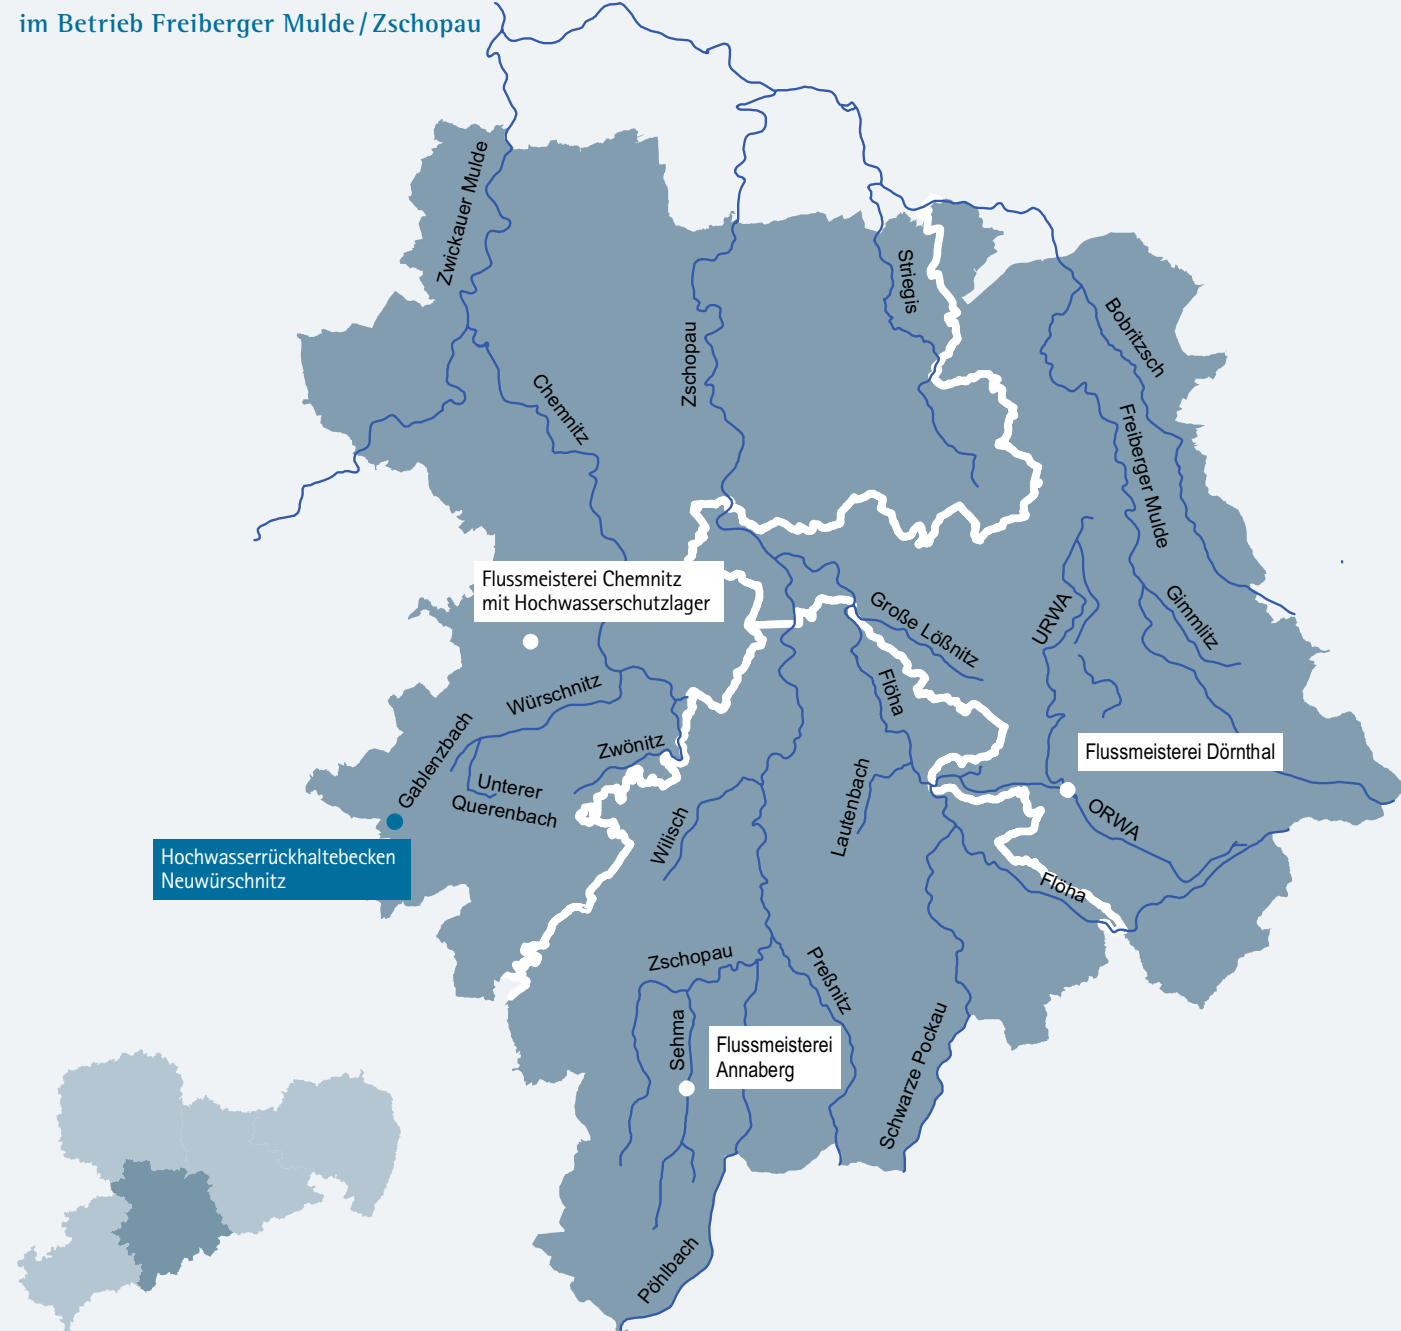 im Betrieb Freiberger Mulde / Zschopau
Zwickauer Mulde
Striegis
Bobritzsch
Zschopau
Chemnitz
Freiberger Mulde
Flussmeisterei Chemnitz
mit Hochwasserschutzlager
Große Lößnitz
URWA
Gimmlitz
Würschnitz
Flöha
Zwönitz
Gablenzbach
Flussmeisterei Dörnthal
Unterer
Querenbach
Wilisch
Lautenbach
ORWA
Hochwasserrückhaltebecken
Neuwürschnitz
Flöha
Zschopau
Preßnitz
Sehma
Flussmeisterei
Annaberg
Schwarze Pockau
Pöhlbach